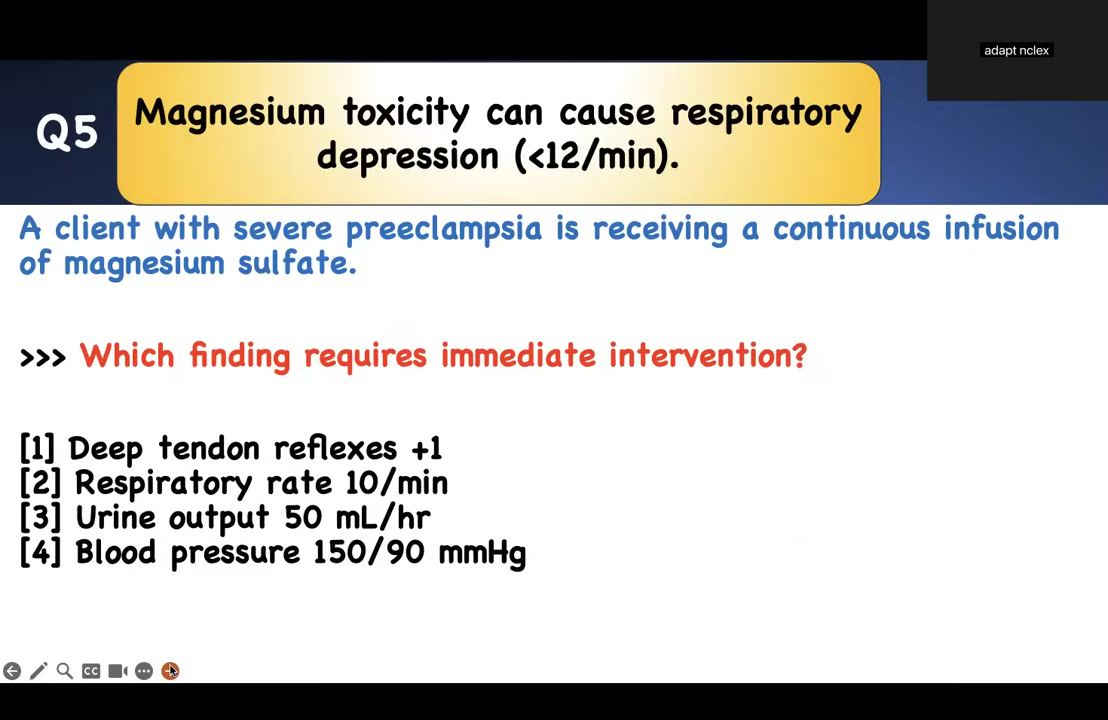 adapt nclex
Q5
Magnesium toxicity can cause respiratory
depression (<12/min).
A client with severe preeclampsia is receiving a continuous infusion
of magnesium sulfate.
>>> Which finding requires immediate intervention?
[1] Deep tendon reflexes +1
[2] Respiratory rate 10/min
[3] Urine output 50 mL/hr
[4] Blood pressure 150/90 mmHg
CC